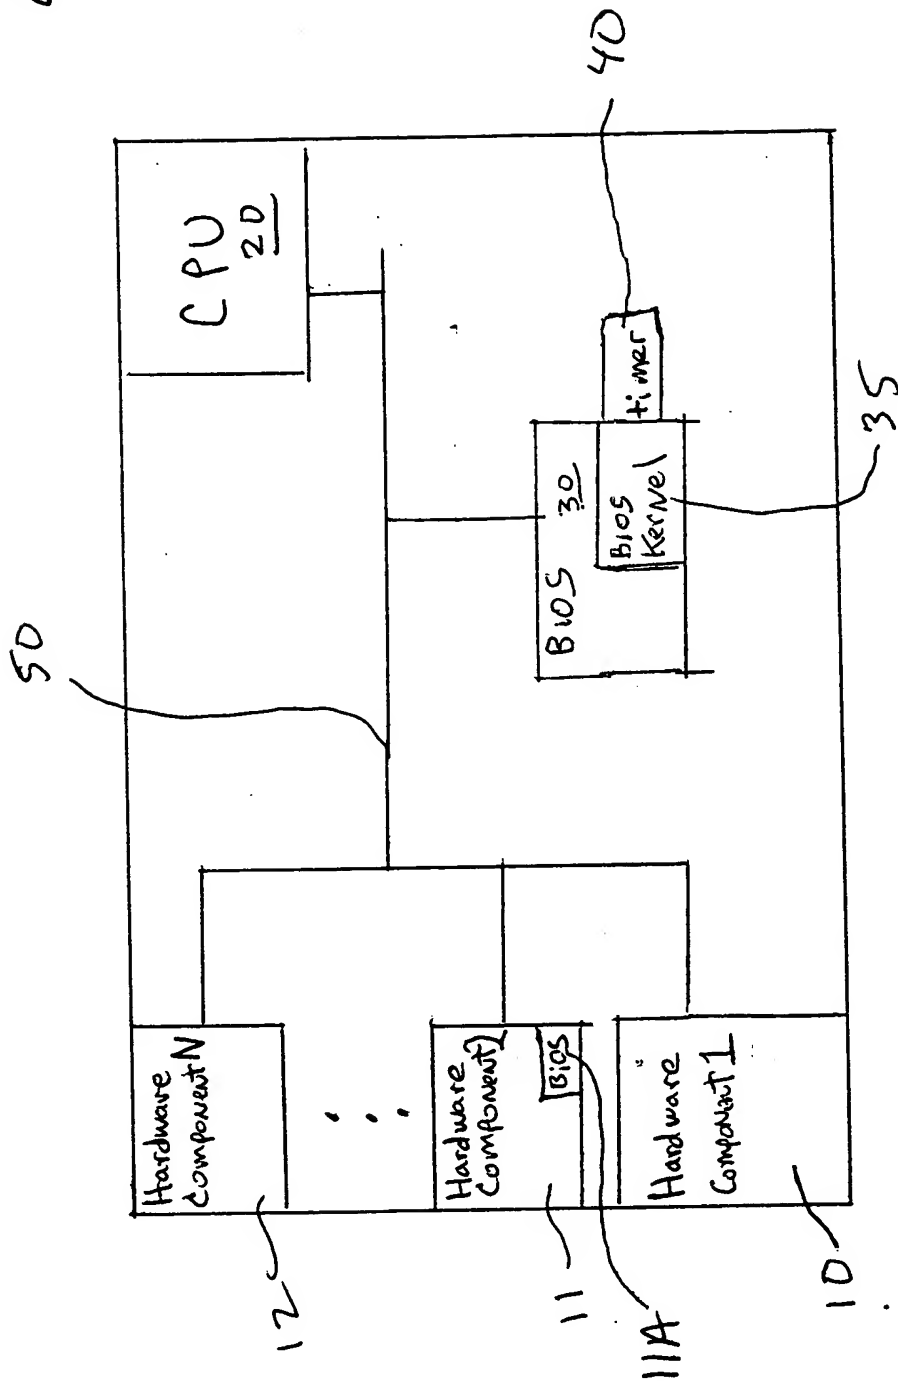 Hardware
Component N
12
Hardware
Component 2
BIOS
11
11A
Hardware
Component 1
10
50
BIOS 30
BIOS
Kernel
35
timer
40
CPU
20